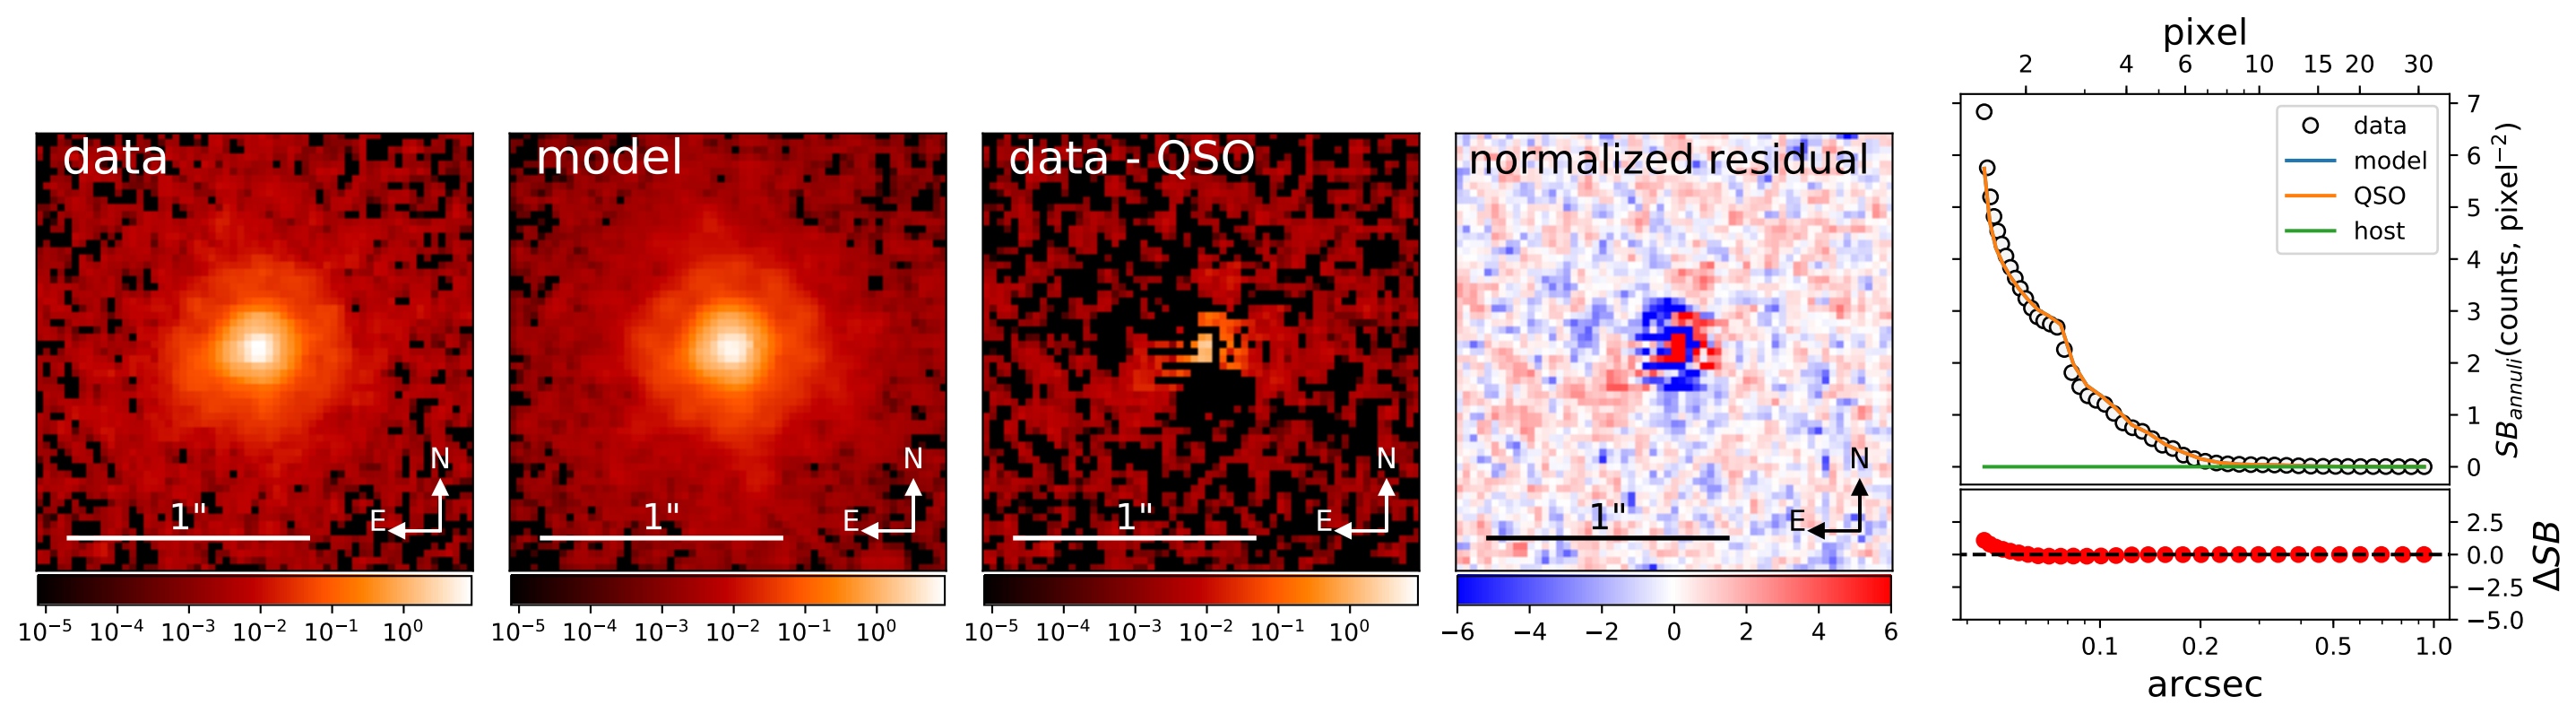 data
N
E
1"
10⁻⁵ 10⁻⁴ 10⁻³ 10⁻² 10⁻¹ 10⁰
model
N
E
1"
10⁻⁵ 10⁻⁴ 10⁻³ 10⁻² 10⁻¹ 10⁰
data - QSO
N
E
1"
10⁻⁵ 10⁻⁴ 10⁻³ 10⁻² 10⁻¹ 10⁰
normalized residual
N
E
1"
−6 −4 −2 0 2 4 6
pixel
2 4 6 10 15 20 30
data
model
QSO
host
7
6
5
4
3
2
1
0
SB_annuli(counts, pixel⁻²)
2.5
0.0
−2.5
−5.0
ΔSB
0.1 0.2 0.5 1.0
arcsec